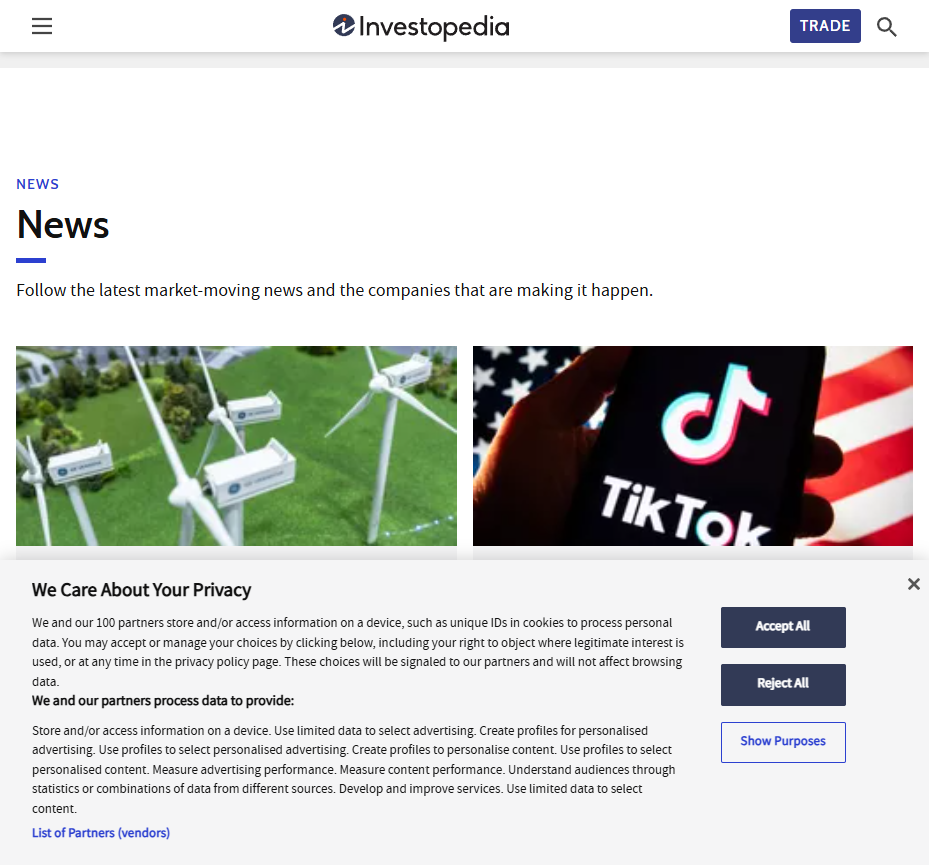 Investopedia
TRADE
NEWS
News
Follow the latest market-moving news and the companies that are making it happen.
TikTok
We Care About Your Privacy
We and our 100 partners store and/or access information on a device, such as unique IDs in cookies to process personal
data. You may accept or manage your choices by clicking below, including your right to object where legitimate interest is
used, or at any time in the privacy policy page. These choices will be signaled to our partners and will not affect browsing
data.
We and our partners process data to provide:
Store and/or access information on a device. Use limited data to select advertising. Create profiles for personalised
advertising. Use profiles to select personalised advertising. Create profiles to personalise content. Use profiles to select
personalised content. Measure advertising performance. Measure content performance. Understand audiences through
statistics or combinations of data from different sources. Develop and improve services. Use limited data to select
content.
List of Partners (vendors)
Accept All
Reject All
Show Purposes